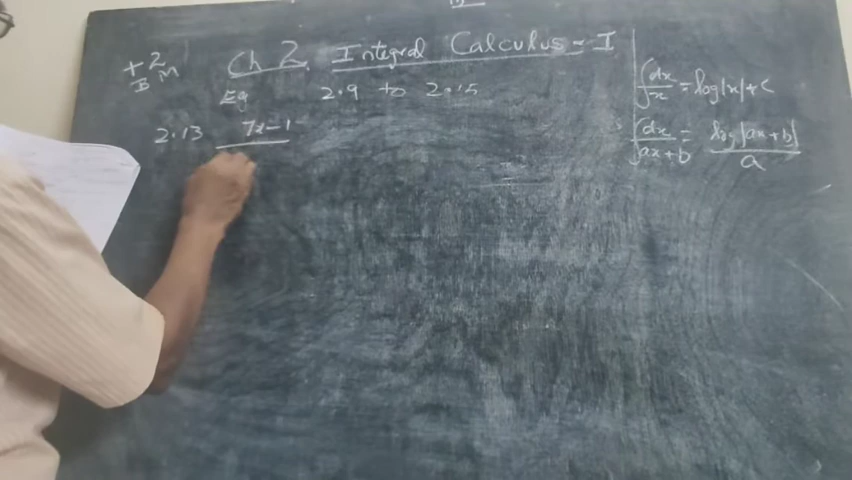 +2 BM
Ch 2. Integral Calculus - I
Eg 2.9 to 2.15
2.13 7x-1
∫dx/x = log|x|+c
∫dx/ax+b = log|ax+b|/a